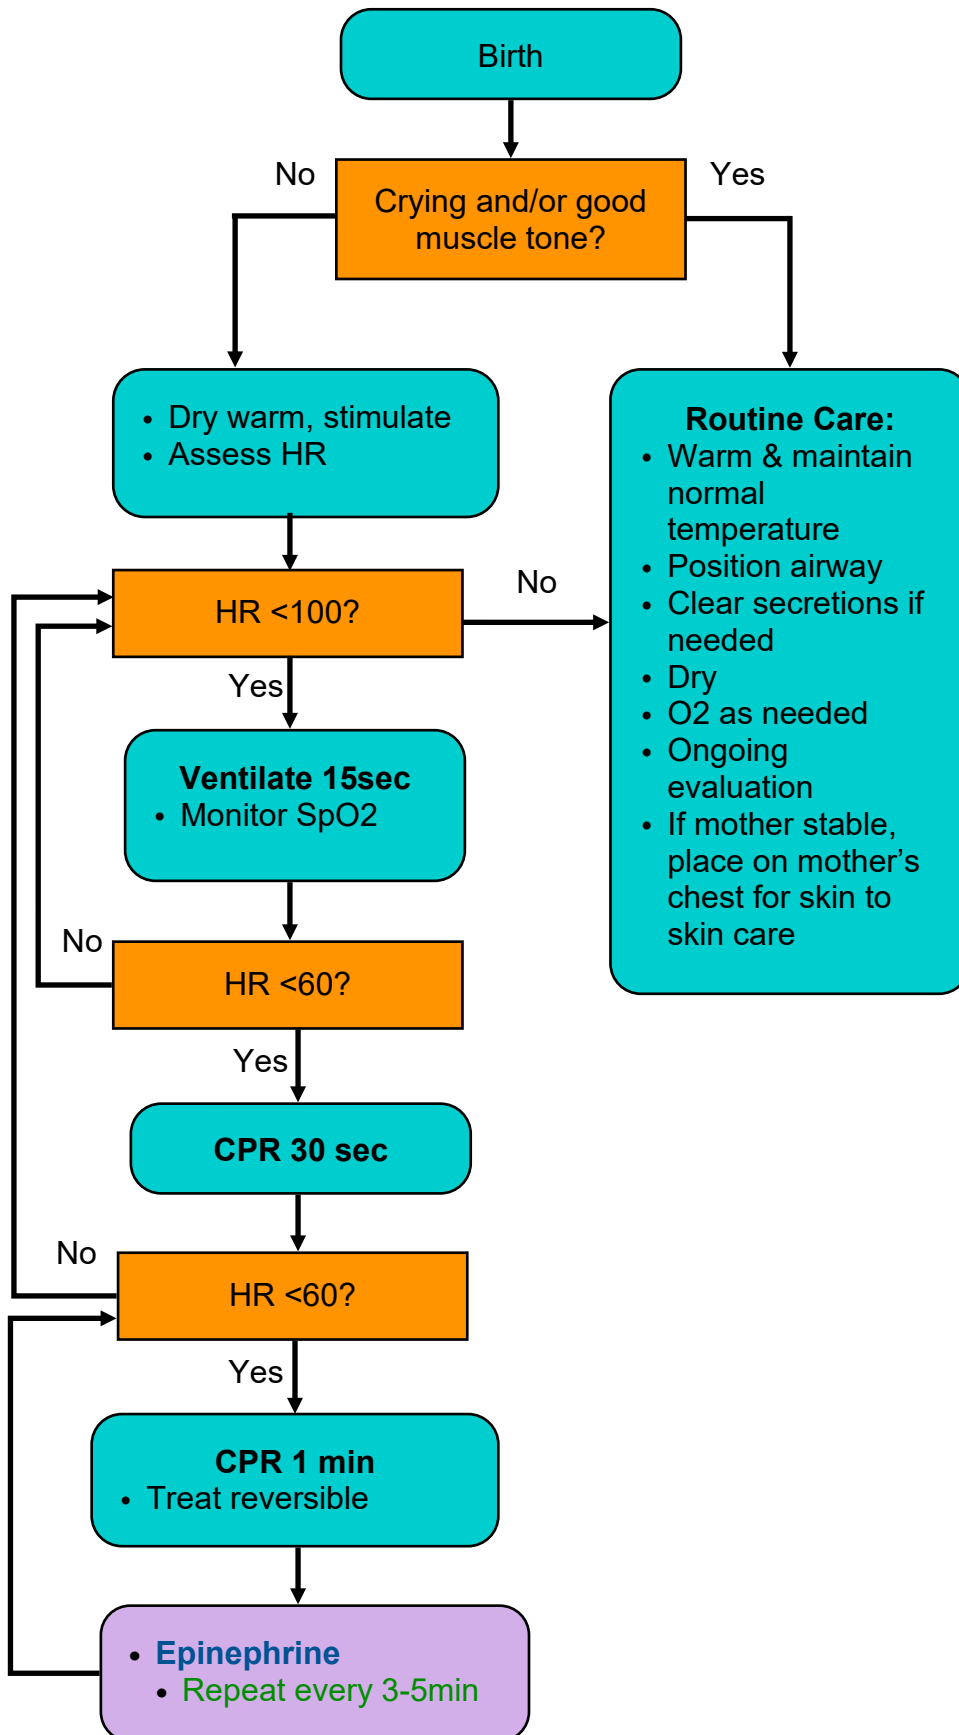 Birth
No
Yes
Crying and/or good
muscle tone?
• Dry warm, stimulate
• Assess HR
Routine Care:
• Warm & maintain
normal
temperature
• Position airway
• Clear secretions if
needed
• Dry
• O2 as needed
• Ongoing
evaluation
• If mother stable,
place on mother’s
chest for skin to
skin care
HR <100?
No
Yes
Ventilate 15sec
• Monitor SpO2
No
HR <60?
Yes
CPR 30 sec
No
HR <60?
Yes
CPR 1 min
• Treat reversible
• Epinephrine
• Repeat every 3-5min